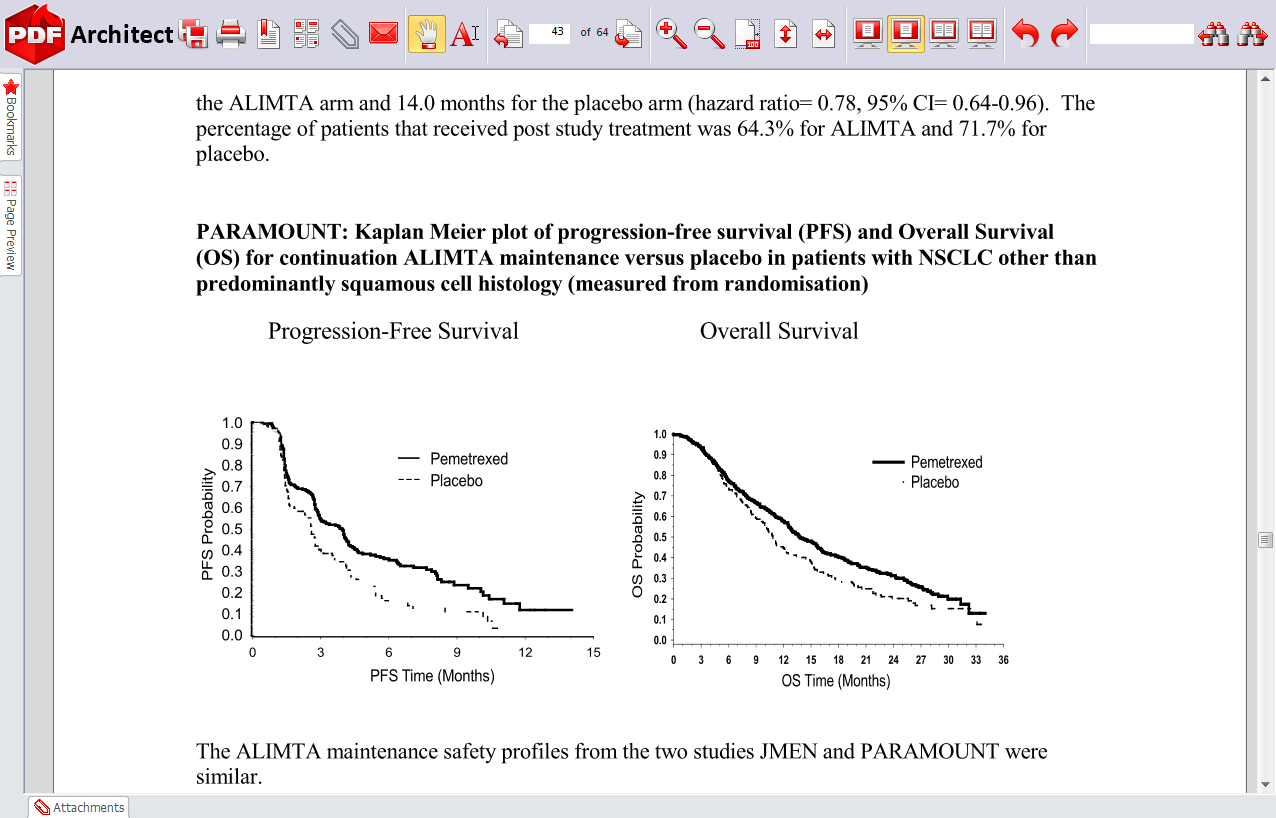 PDF Architect
43 of 64
Bookmarks
Page Preview
the ALIMTA arm and 14.0 months for the placebo arm (hazard ratio= 0.78, 95% CI= 0.64-0.96). The
percentage of patients that received post study treatment was 64.3% for ALIMTA and 71.7% for
placebo.
PARAMOUNT: Kaplan Meier plot of progression-free survival (PFS) and Overall Survival
(OS) for continuation ALIMTA maintenance versus placebo in patients with NSCLC other than
predominantly squamous cell histology (measured from randomisation)
Progression-Free Survival
Overall Survival
PFS Probability
1.0
0.9
0.8
0.7
0.6
0.5
0.4
0.3
0.2
0.1
0.0
Pemetrexed
Placebo
0 3 6 9 12 15
PFS Time (Months)
OS Probability
1.0
0.9
0.8
0.7
0.6
0.5
0.4
0.3
0.2
0.1
0.0
Pemetrexed
Placebo
0 3 6 9 12 15 18 21 24 27 30 33 36
OS Time (Months)
The ALIMTA maintenance safety profiles from the two studies JMEN and PARAMOUNT were
similar.
Attachments